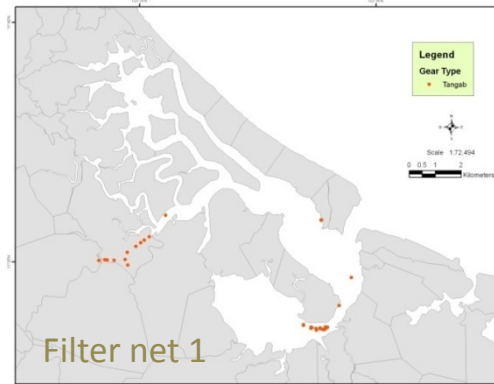 Legend
Gear Type
Tangab
Scale 1:72,494
0 0.5 1 2
Kilometers
Filter net 1